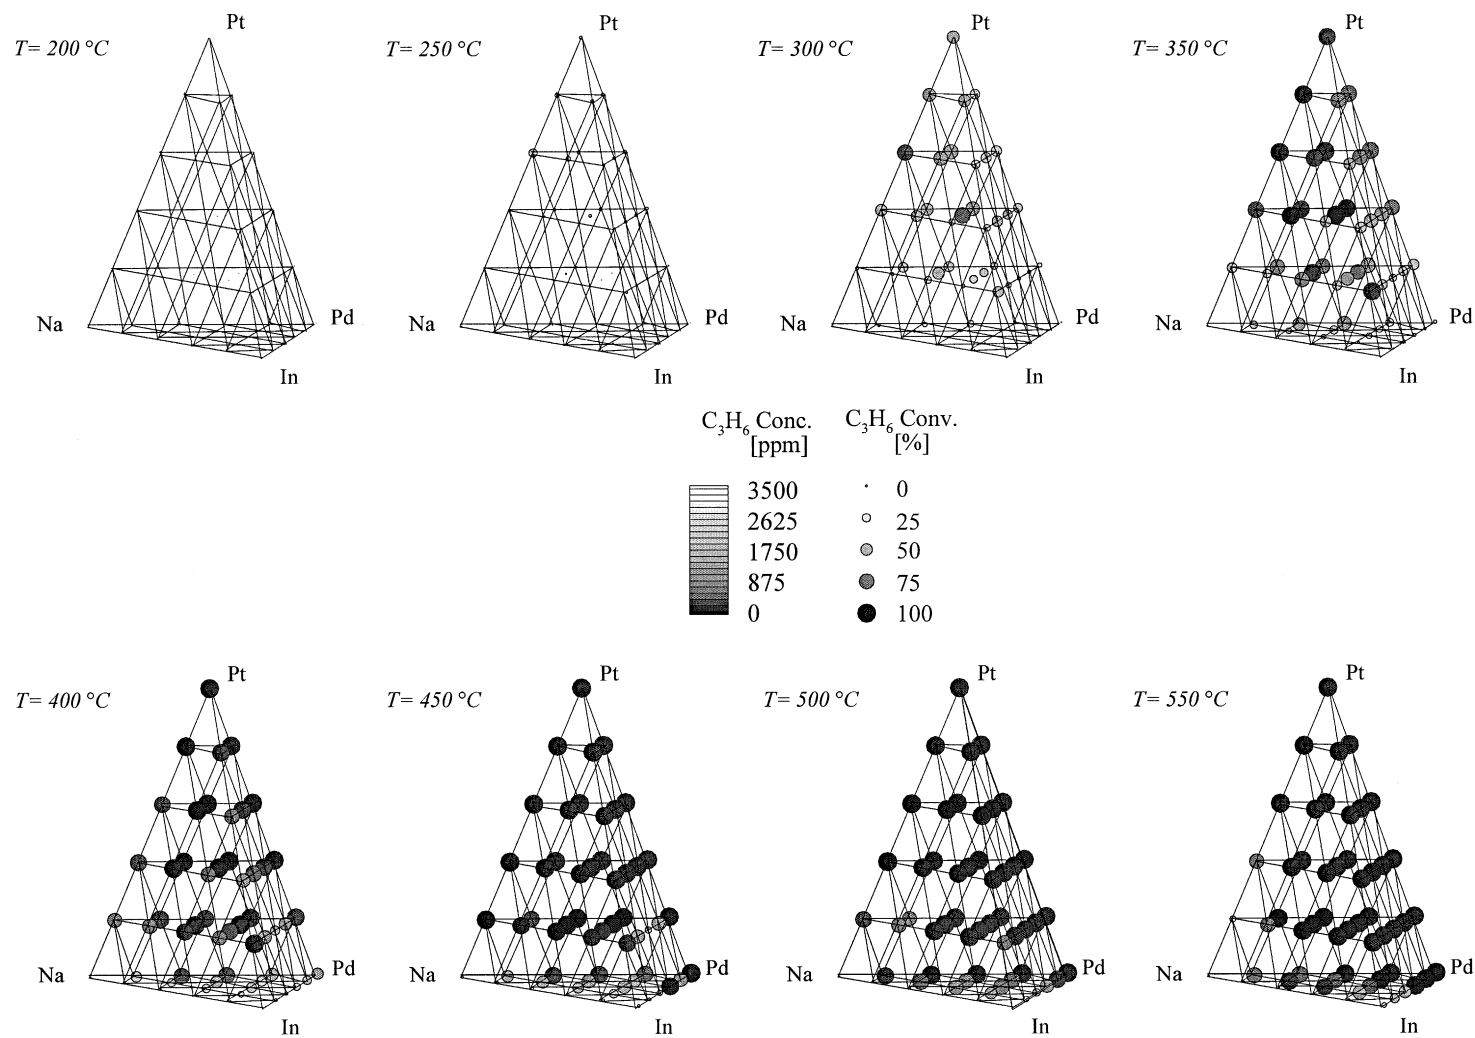 Pt
Pt
Pt
Pt
T= 200 °C
T= 250 °C
T= 300 °C
T= 350 °C
Na
Pd
Na
Pd
Na
Pd
Na
Pd
In
In
In
In
C3H6 Conc.
[ppm]
C3H6 Conv.
[%]
3500
0
2625
25
1750
50
875
75
0
100
Pt
Pt
Pt
Pt
T= 400 °C
T= 450 °C
T= 500 °C
T= 550 °C
Na
Pd
Na
Pd
Na
Pd
Na
Pd
In
In
In
In